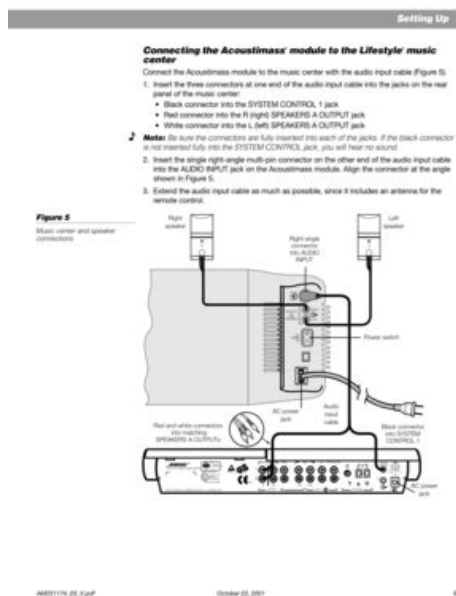 Setting Up
Connecting the Acoustimass® module to the Lifestyle® music
center
Connect the Acoustimass module to the music center with the audio input cable (Figure 5).
1. Insert the three connectors at one end of the audio input cable into the jacks on the rear
panel of the music center:
• Black connector into the SYSTEM CONTROL 1 jack
• Red connector into the R (right) SPEAKERS A OUTPUT jack
• White connector into the L (left) SPEAKERS A OUTPUT jack
Note: Be sure the connectors are fully inserted into each of the jacks. If the black connector
is not inserted fully into the SYSTEM CONTROL jack, you will hear no sound.
2. Insert the single right-angle multi-pin connector on the other end of the audio input cable
into the AUDIO INPUT jack on the Acoustimass module. Align the connector at the angle
shown in Figure 5.
3. Extend the audio input cable as much as possible, since it includes an antenna for the
remote control.
Figure 5
Music center and speaker
connections
Right
speaker
Left
speaker
Right-angle
connector
into AUDIO
INPUT
Power switch
AC power
jack
Audio
input
cable
Red and white connectors
into matching
SPEAKERS A OUTPUTs
Black connector
into SYSTEM
CONTROL 1
BOSE
AC power
jack
October 22, 2001